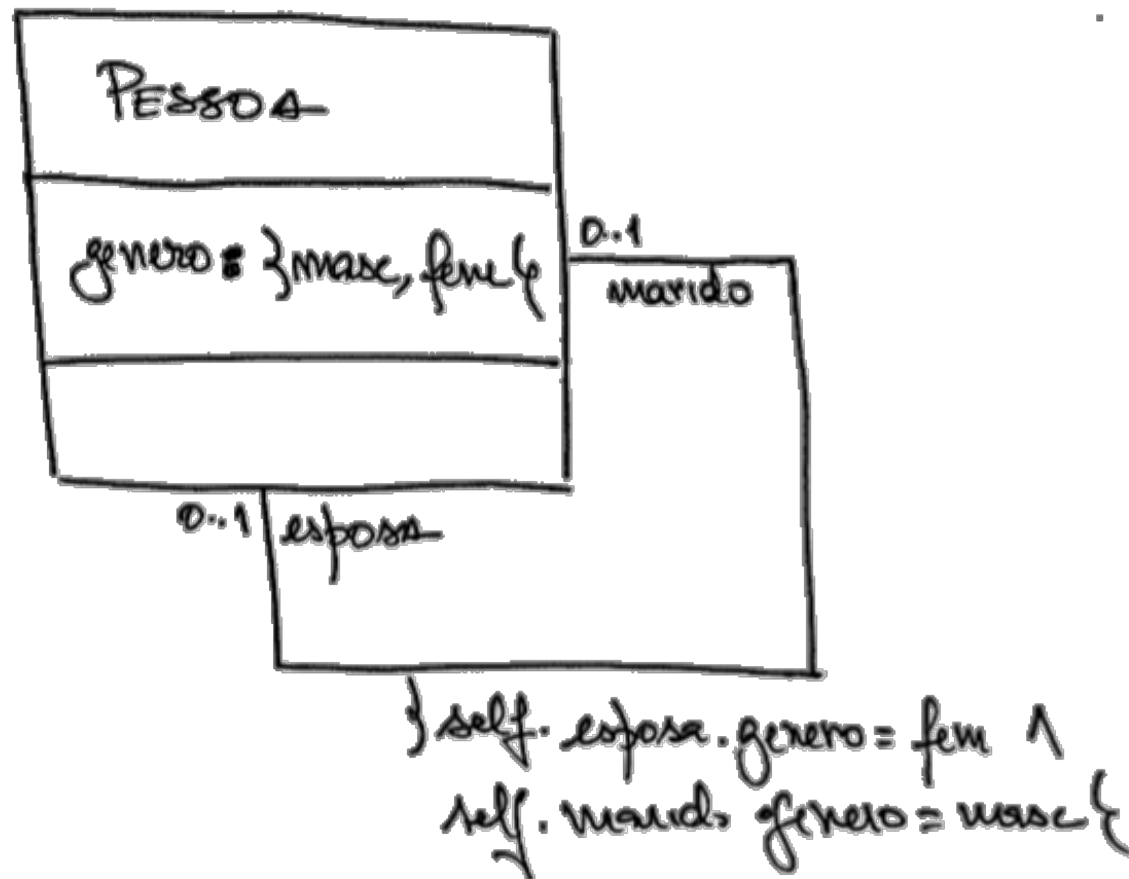 PESSOA
genero: }masc, fem{
0..1
marido
0..1 esposa
}self.esposa.genero = fem ∧
self.marido.genero = masc{